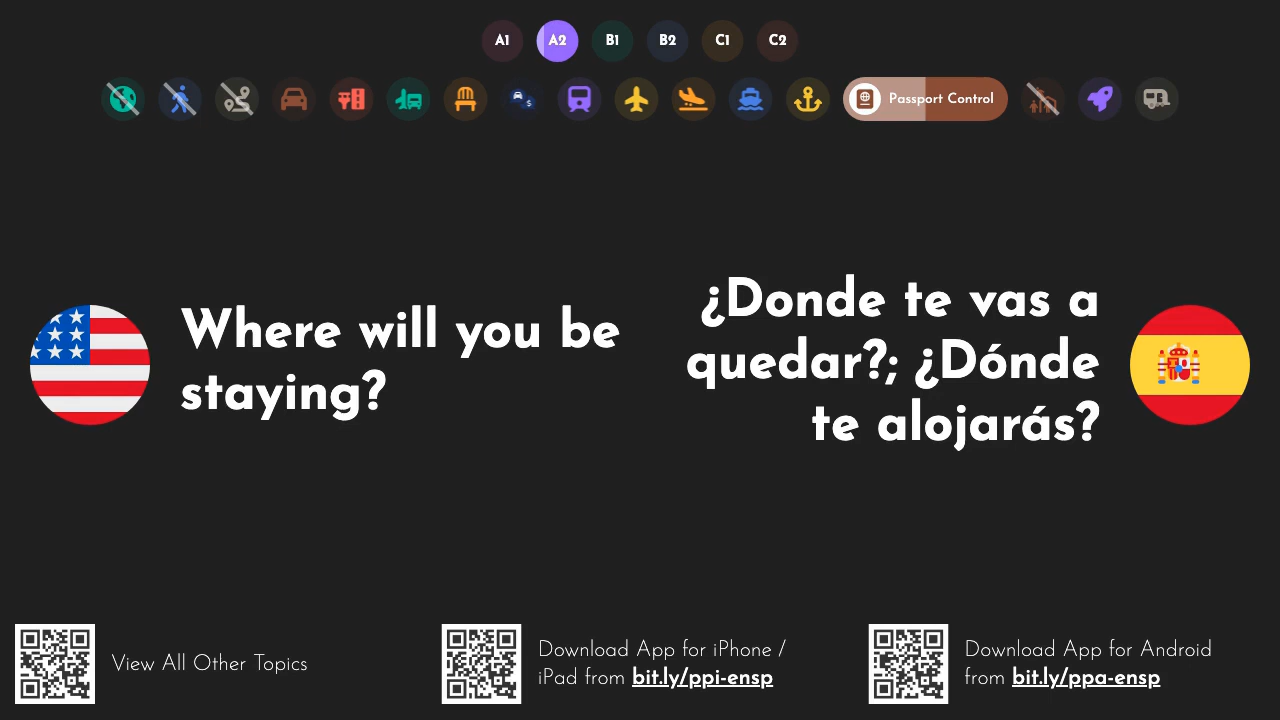 A1 A2 B1 B2 C1 C2
Passport Control
Where will you be
staying?
¿Donde te vas a
quedar?; ¿Dónde
te alojarás?
View All Other Topics
Download App for iPhone /
iPad from bit.ly/ppi-ensp
Download App for Android
from bit.ly/ppa-ensp